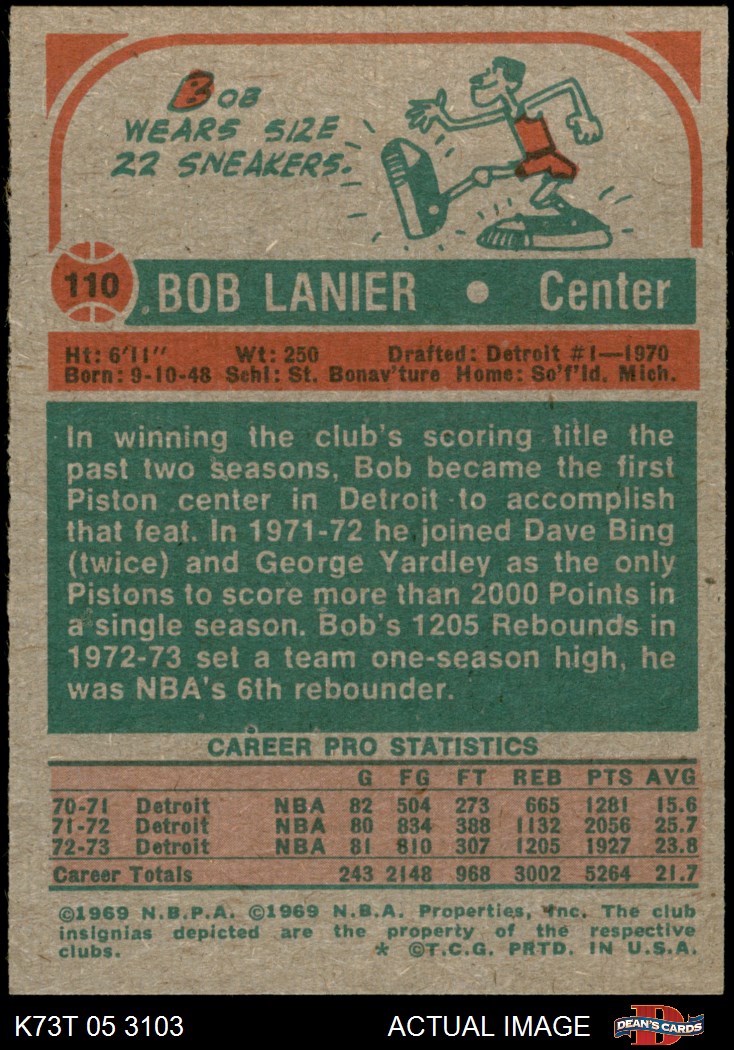 BOB
WEARS SIZE
22 SNEAKERS.
110 BOB LANIER • Center
Ht: 6'11" Wt: 250 Drafted: Detroit #1—1970
Born: 9-10-48 Schl: St. Bonav'ture Home: So'f'ld, Mich.
In winning the club's scoring title the
past two seasons, Bob became the first
Piston center in Detroit to accomplish
that feat. In 1971-72 he joined Dave Bing
(twice) and George Yardley as the only
Pistons to score more than 2000 Points in
a single season. Bob's 1205 Rebounds in
1972-73 set a team one-season high, he
was NBA's 6th rebounder.
CAREER PRO STATISTICS
G FG FT REB PTS AVG
70-71 Detroit NBA 82 504 273 665 1281 15.6
71-72 Detroit NBA 80 834 388 1132 2056 25.7
72-73 Detroit NBA 81 810 307 1205 1927 23.8
Career Totals 243 2148 968 3002 5264 21.7
©1969 N.B.P.A. ©1969 N.B.A. Properties, Inc. The club
insignias depicted are the property of the respective
clubs. * ©T.C.G. PRTD. IN U.S.A.
K73T 05 3103 ACTUAL IMAGE D DEAN'S CARDS